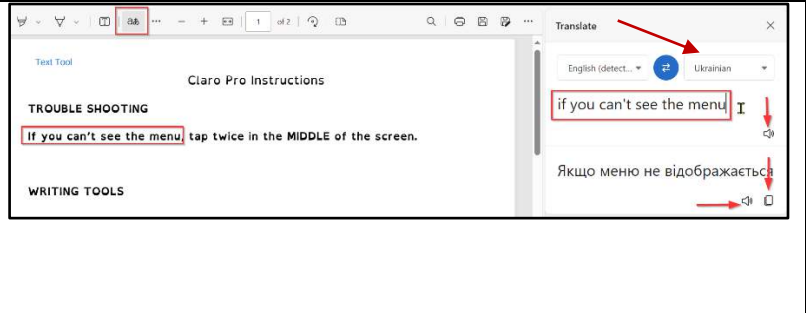 aあ
1 of 2
Translate
Text Tool
English (detect...
Ukrainian
Claro Pro Instructions
if you can't see the menu
TROUBLE SHOOTING
If you can't see the menu, tap twice in the MIDDLE of the screen.
Якщо меню не відображається
WRITING TOOLS